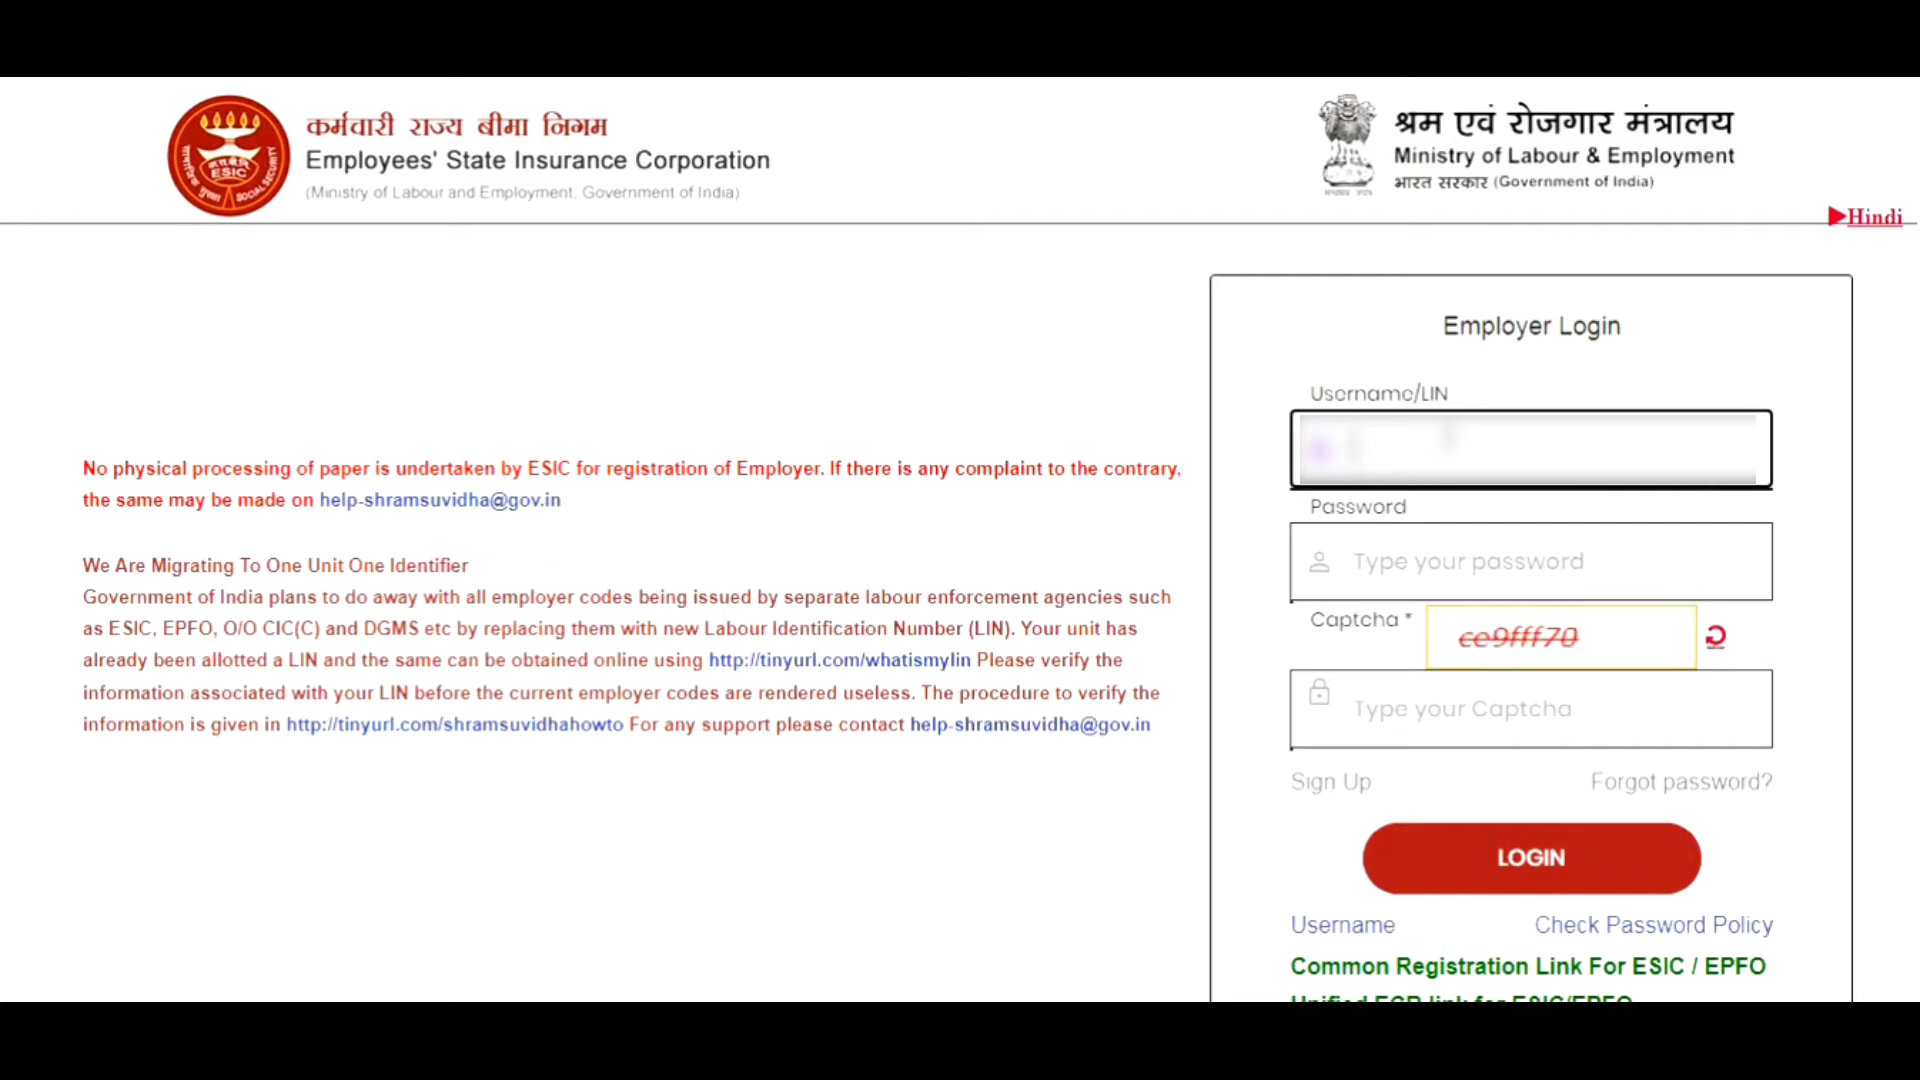 कर्मचारी राज्य बीमा निगम
Employees' State Insurance Corporation
(Ministry of Labour and Employment, Government of India)
ESIC
SOCIAL SECURITY
श्रम एवं रोजगार मंत्रालय
Ministry of Labour & Employment
भारत सरकार (Government of India)
Hindi
No physical processing of paper is undertaken by ESIC for registration of Employer. If there is any complaint to the contrary,
the same may be made on help-shramsuvidha@gov.in
We Are Migrating To One Unit One Identifier
Government of India plans to do away with all employer codes being issued by separate labour enforcement agencies such
as ESIC, EPFO, O/O CIC(C) and DGMS etc by replacing them with new Labour Identification Number (LIN). Your unit has
already been allotted a LIN and the same can be obtained online using http://tinyurl.com/whatismylin Please verify the
information associated with your LIN before the current employer codes are rendered useless. The procedure to verify the
information is given in http://tinyurl.com/shramsuvidhahowto For any support please contact help-shramsuvidha@gov.in
Employer Login
Username/LIN
Password
Type your password
Captcha *
ce9fff70
Type your Captcha
Sign Up
Forgot password?
LOGIN
Username
Check Password Policy
Common Registration Link For ESIC / EPFO
Unified ECR link for ESIC/EPFO